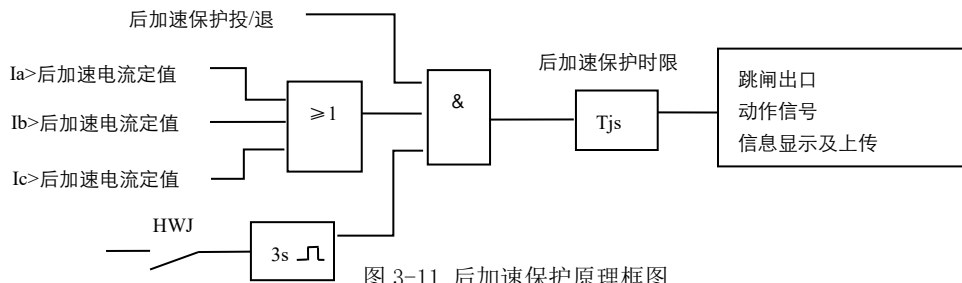 后加速保护投/退
Ia>后加速电流定值
Ib>后加速电流定值
Ic>后加速电流定值
≥1
&
后加速保护时限
Tjs
跳闸出口
动作信号
信息显示及上传
HWJ
3s
图 3-11 后加速保护原理框图